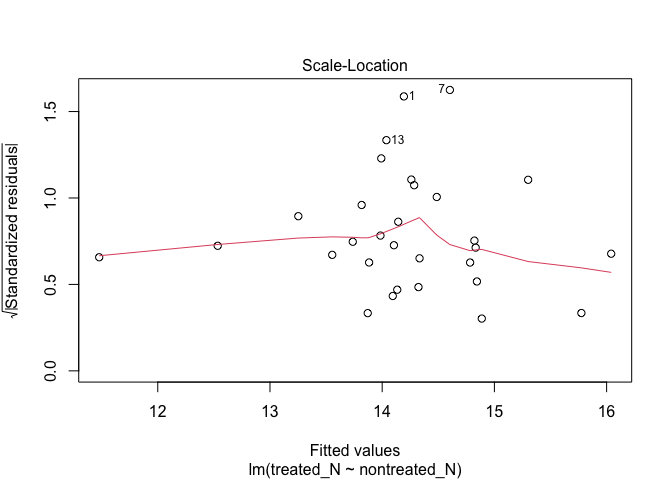 Scale-Location
√|Standardized residuals|
1.5
1.0
0.5
0.0
7
1
13
12 13 14 15 16
Fitted values
lm(treated_N ~ nontreated_N)